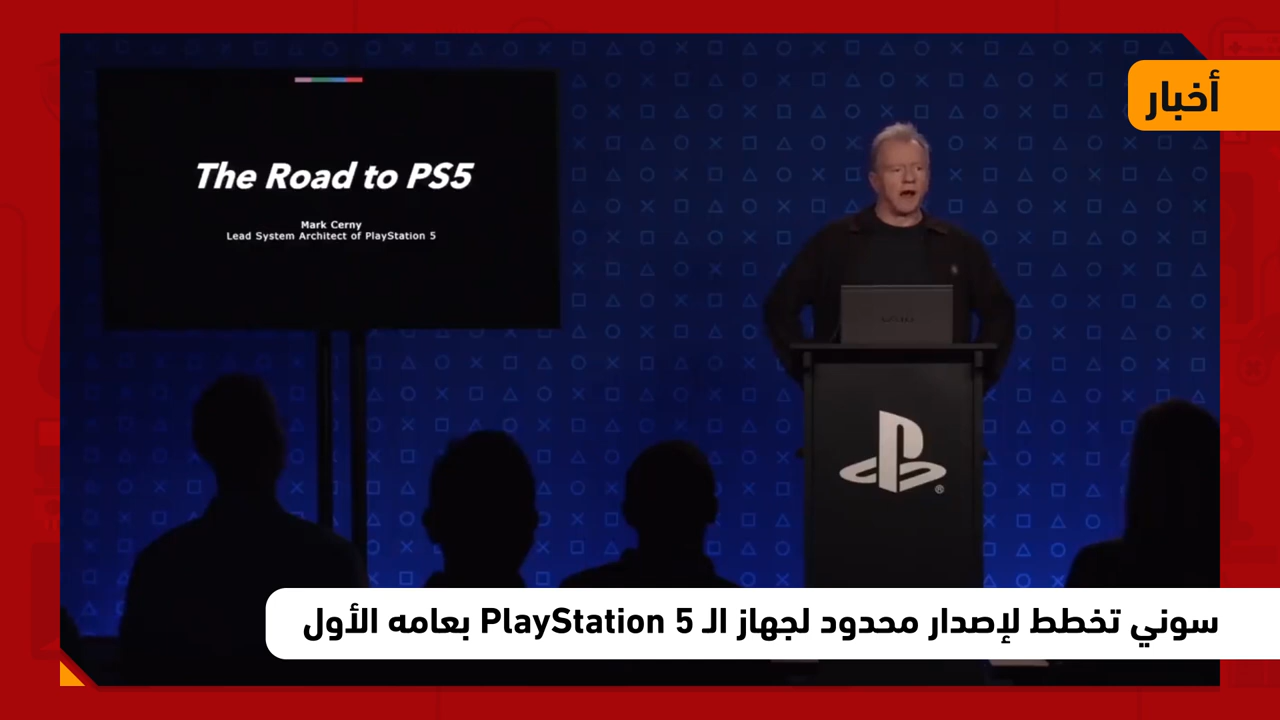 أخبار
The Road to PS5
Mark Cerny
Lead System Architect of PlayStation 5
سوني تخطط لإصدار محدود لجهاز الـ PlayStation 5 بعامه الأول